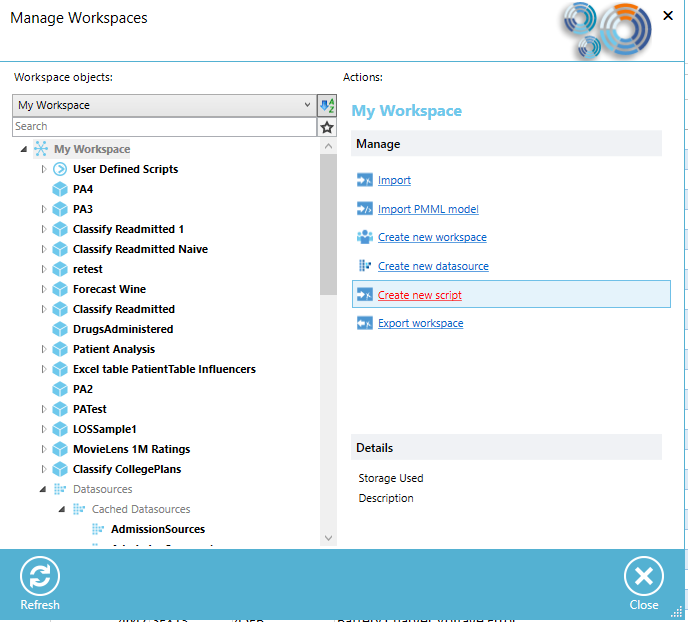 Manage Workspaces
Workspace objects:
Actions:
My Workspace
Search
My Workspace
User Defined Scripts
PA4
PA3
Classify Readmitted 1
Classify Readmitted Naive
retest
Forecast Wine
Classify Readmitted
DrugsAdministered
Patient Analysis
Excel table PatientTable Influencers
PA2
PATest
LOSSample1
MovieLens 1M Ratings
Classify CollegePlans
Datasources
Cached Datasources
AdmissionSources
My Workspace
Manage
Import
Import PMML model
Create new workspace
Create new datasource
Create new script
Export workspace
Details
Storage Used
Description
Refresh
Close